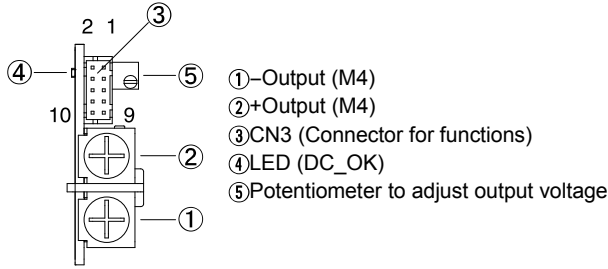 2 1
③
④
⑤
10
9
②
①
①–Output (M4)
②+Output (M4)
③CN3 (Connector for functions)
④LED (DC_OK)
⑤Potentiometer to adjust output voltage